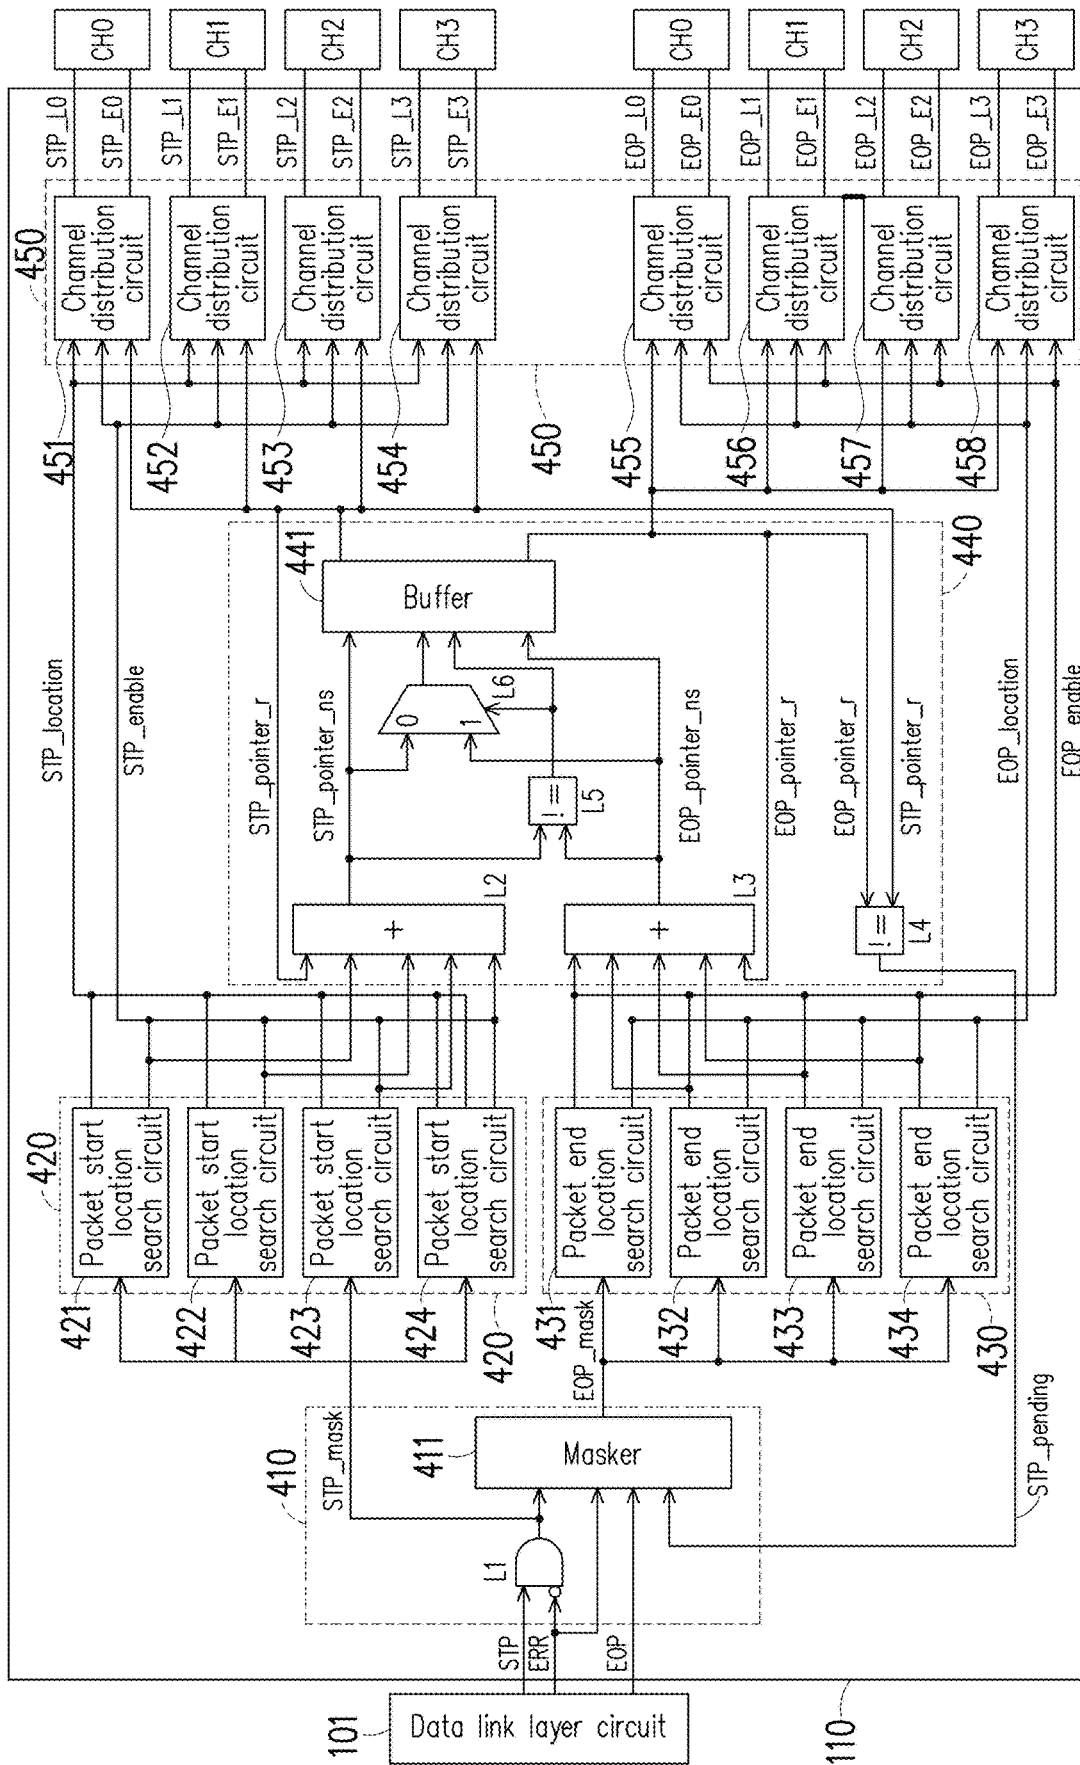 101
Data link layer circuit
110
STP
ERR
EOP
410
L1
411
Masker
STP_mask
EOP_mask
STP_pending
420
421
Packet start
location
search circuit
422
Packet start
location
search circuit
423
Packet start
location
search circuit
424
Packet start
location
search circuit
420
431
Packet end
location
search circuit
432
Packet end
location
search circuit
433
Packet end
location
search circuit
434
Packet end
location
search circuit
430
STP_location
STP_enable
STP_pointer_r
STP_pointer_ns
+
L2
+
L3
!=
L4
!=
L5
0
1
L6
EOP_pointer_ns
EOP_pointer_r
EOP_pointer_r
STP_pointer_r
EOP_location
EOP_enable
441
Buffer
440
450
451
Channel
distribution
circuit
452
Channel
distribution
circuit
453
Channel
distribution
circuit
454
Channel
distribution
circuit
450
455
Channel
distribution
circuit
456
Channel
distribution
circuit
457
Channel
distribution
circuit
458
Channel
distribution
circuit
STP_L0
STP_E0
CH0
STP_L1
STP_E1
CH1
STP_L2
STP_E2
CH2
STP_L3
STP_E3
CH3
EOP_L0
EOP_E0
CH0
EOP_L1
EOP_E1
CH1
EOP_L2
EOP_E2
CH2
EOP_L3
EOP_E3
CH3